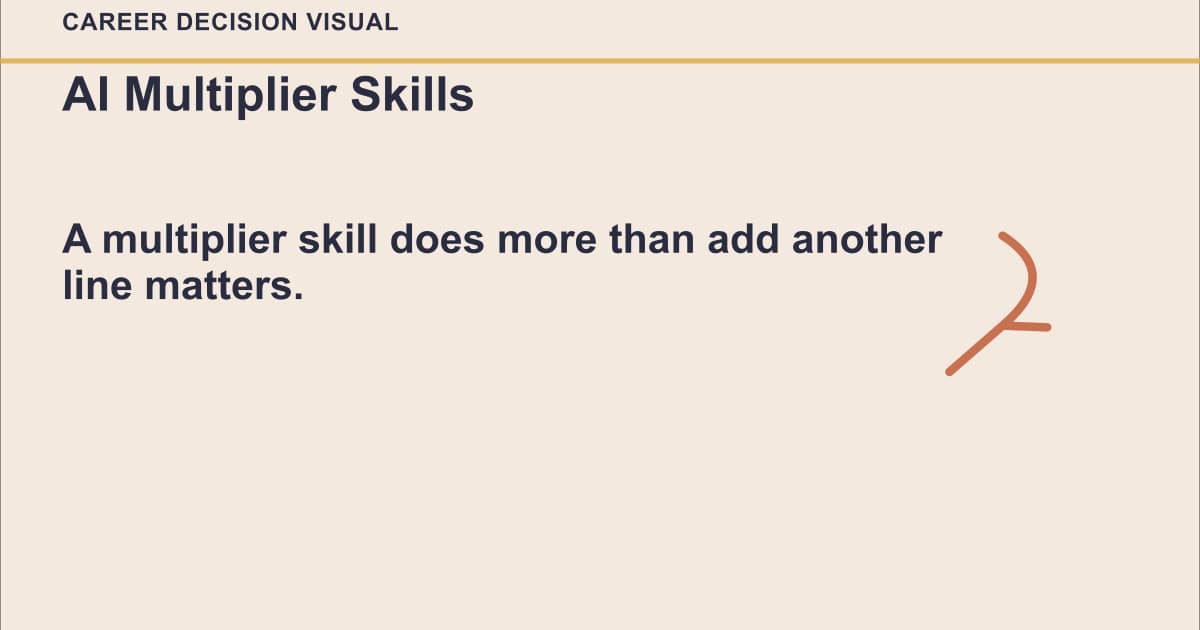 CAREER DECISION VISUAL
AI Multiplier Skills
A multiplier skill does more than add another
line matters.